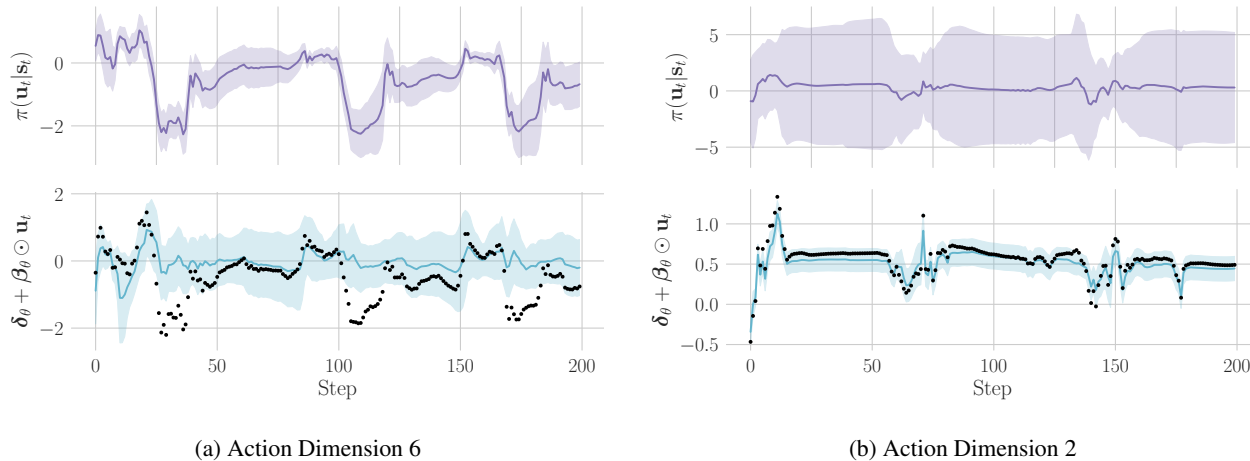 π(u_t|s_t)
0
−2
δ_θ + β_θ ⊙ u_t
2
0
−2
0
50
100
150
200
Step
(a) Action Dimension 6
π(u_t|s_t)
5
0
−5
δ_θ + β_θ ⊙ u_t
1.0
0.5
0.0
−0.5
0
50
100
150
200
Step
(b) Action Dimension 2